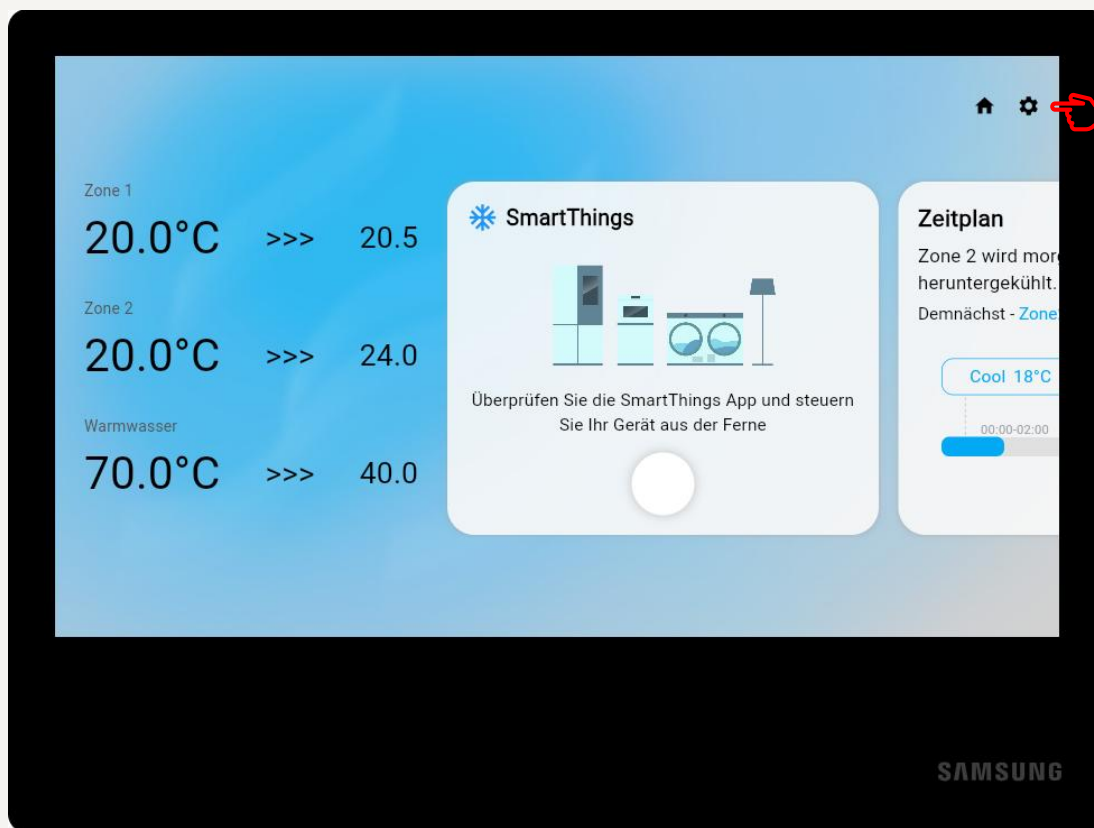 Zone 1
20.0°C >>> 20.5
Zone 2
20.0°C >>> 24.0
Warmwasser
70.0°C >>> 40.0
SmartThings
Überprüfen Sie die SmartThings App und steuern
Sie Ihr Gerät aus der Ferne
Zeitplan
Zone 2 wird
heruntergekühlt.
Demnächst - Zone
Cool 18°C
00:00-02:00
SAMSUNG